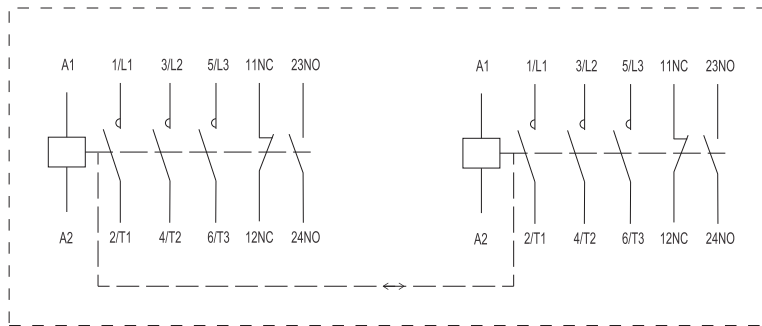 A1 1/L1 3/L2 5/L3 11NC 23NO A1 1/L1 3/L2 5/L3 11NC 23NO
A2 2/T1 4/T2 6/T3 12NC 24NO A2 2/T1 4/T2 6/T3 12NC 24NO